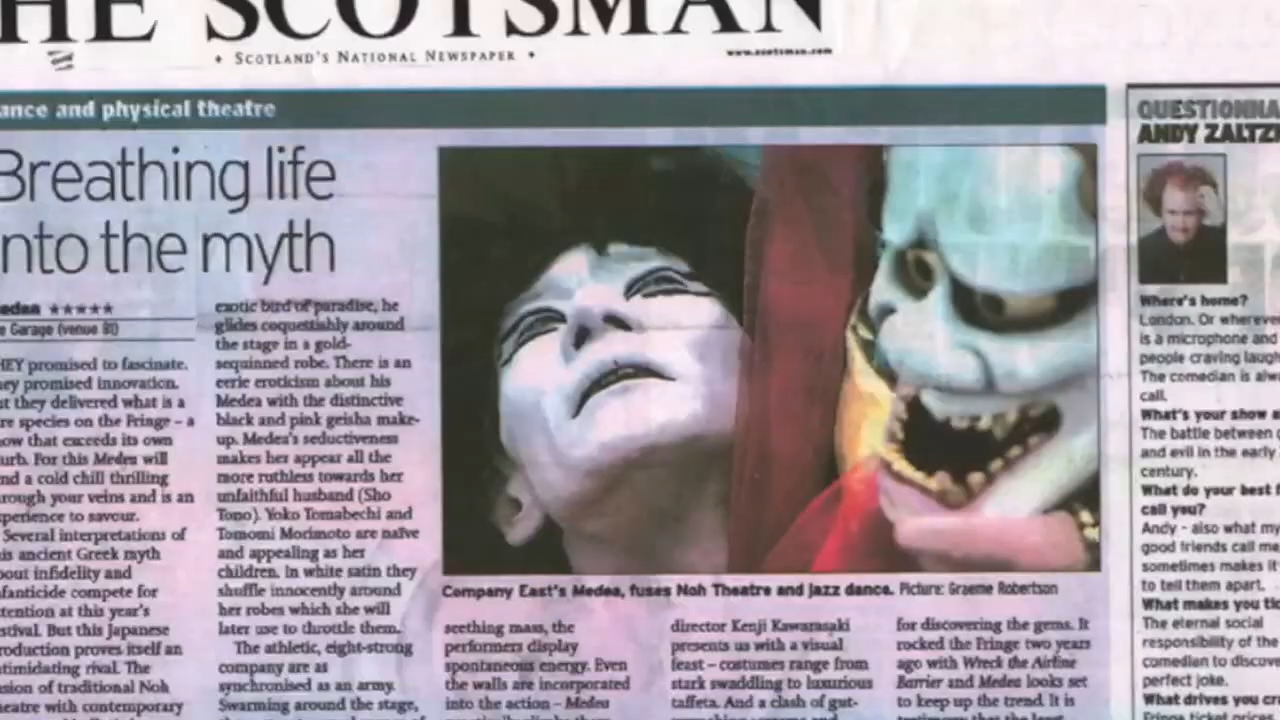 HE SCOTSMAN
• SCOTLAND'S NATIONAL NEWSPAPER •
www.scotsman.com
ance and physical theatre
Breathing life
nto the myth
edea ★★★★★
e Garage (venue 81)
HEY promised to fascinate.
ey promised innovation.
t they delivered what is a
re species on the Fringe – a
ow that exceeds its own
urb. For this Medea will
nd a cold chill thrilling
rough your veins and is an
perience to savour.
Several interpretations of
is ancient Greek myth
bout infidelity and
fanticide compete for
tention at this year's
stival. But this Japanese
roduction proves itself an
timidating rival. The
sion of traditional Noh
eatre with contemporary
exotic bird of paradise, he
glides coquettishly around
the stage in a gold-
sequinned robe. There is an
eerie eroticism about his
Medea with the distinctive
black and pink geisha make-
up. Medea's seductiveness
makes her appear all the
more ruthless towards her
unfaithful husband (Sho
Tono). Yoko Tomabechi and
Tomomi Morimoto are naïve
and appealing as her
children. In white satin they
shuffle innocently around
her robes which she will
later use to throttle them.
The athletic, eight-strong
company are as
synchronised as an army.
Swarming around the stage,
Company East's Medea, fuses Noh Theatre and jazz dance. Picture: Graeme Robertson
seething mass, the
performers display
spontaneous energy. Even
the walls are incorporated
into the action – Medea
director Kenji Kawarasaki
presents us with a visual
feast – costumes range from
stark swaddling to luxurious
taffeta. And a clash of gut-
for discovering the gems. It
rocked the Fringe two years
ago with Wreck the Airline
Barrier and Medea looks set
to keep up the trend. It is
QUESTIONNA
ANDY ZALTZ
Where's home?
London. Or whereve
is a microphone and
people craving laugh
The comedian is alwa
call.
What's your show a
The battle between g
and evil in the early
century.
What do your best f
call you?
Andy – also what my
good friends call me
sometimes makes it
to tell them apart.
What makes you tic
The eternal social
responsibility of the
comedian to discove
perfect joke.
What drives you cr